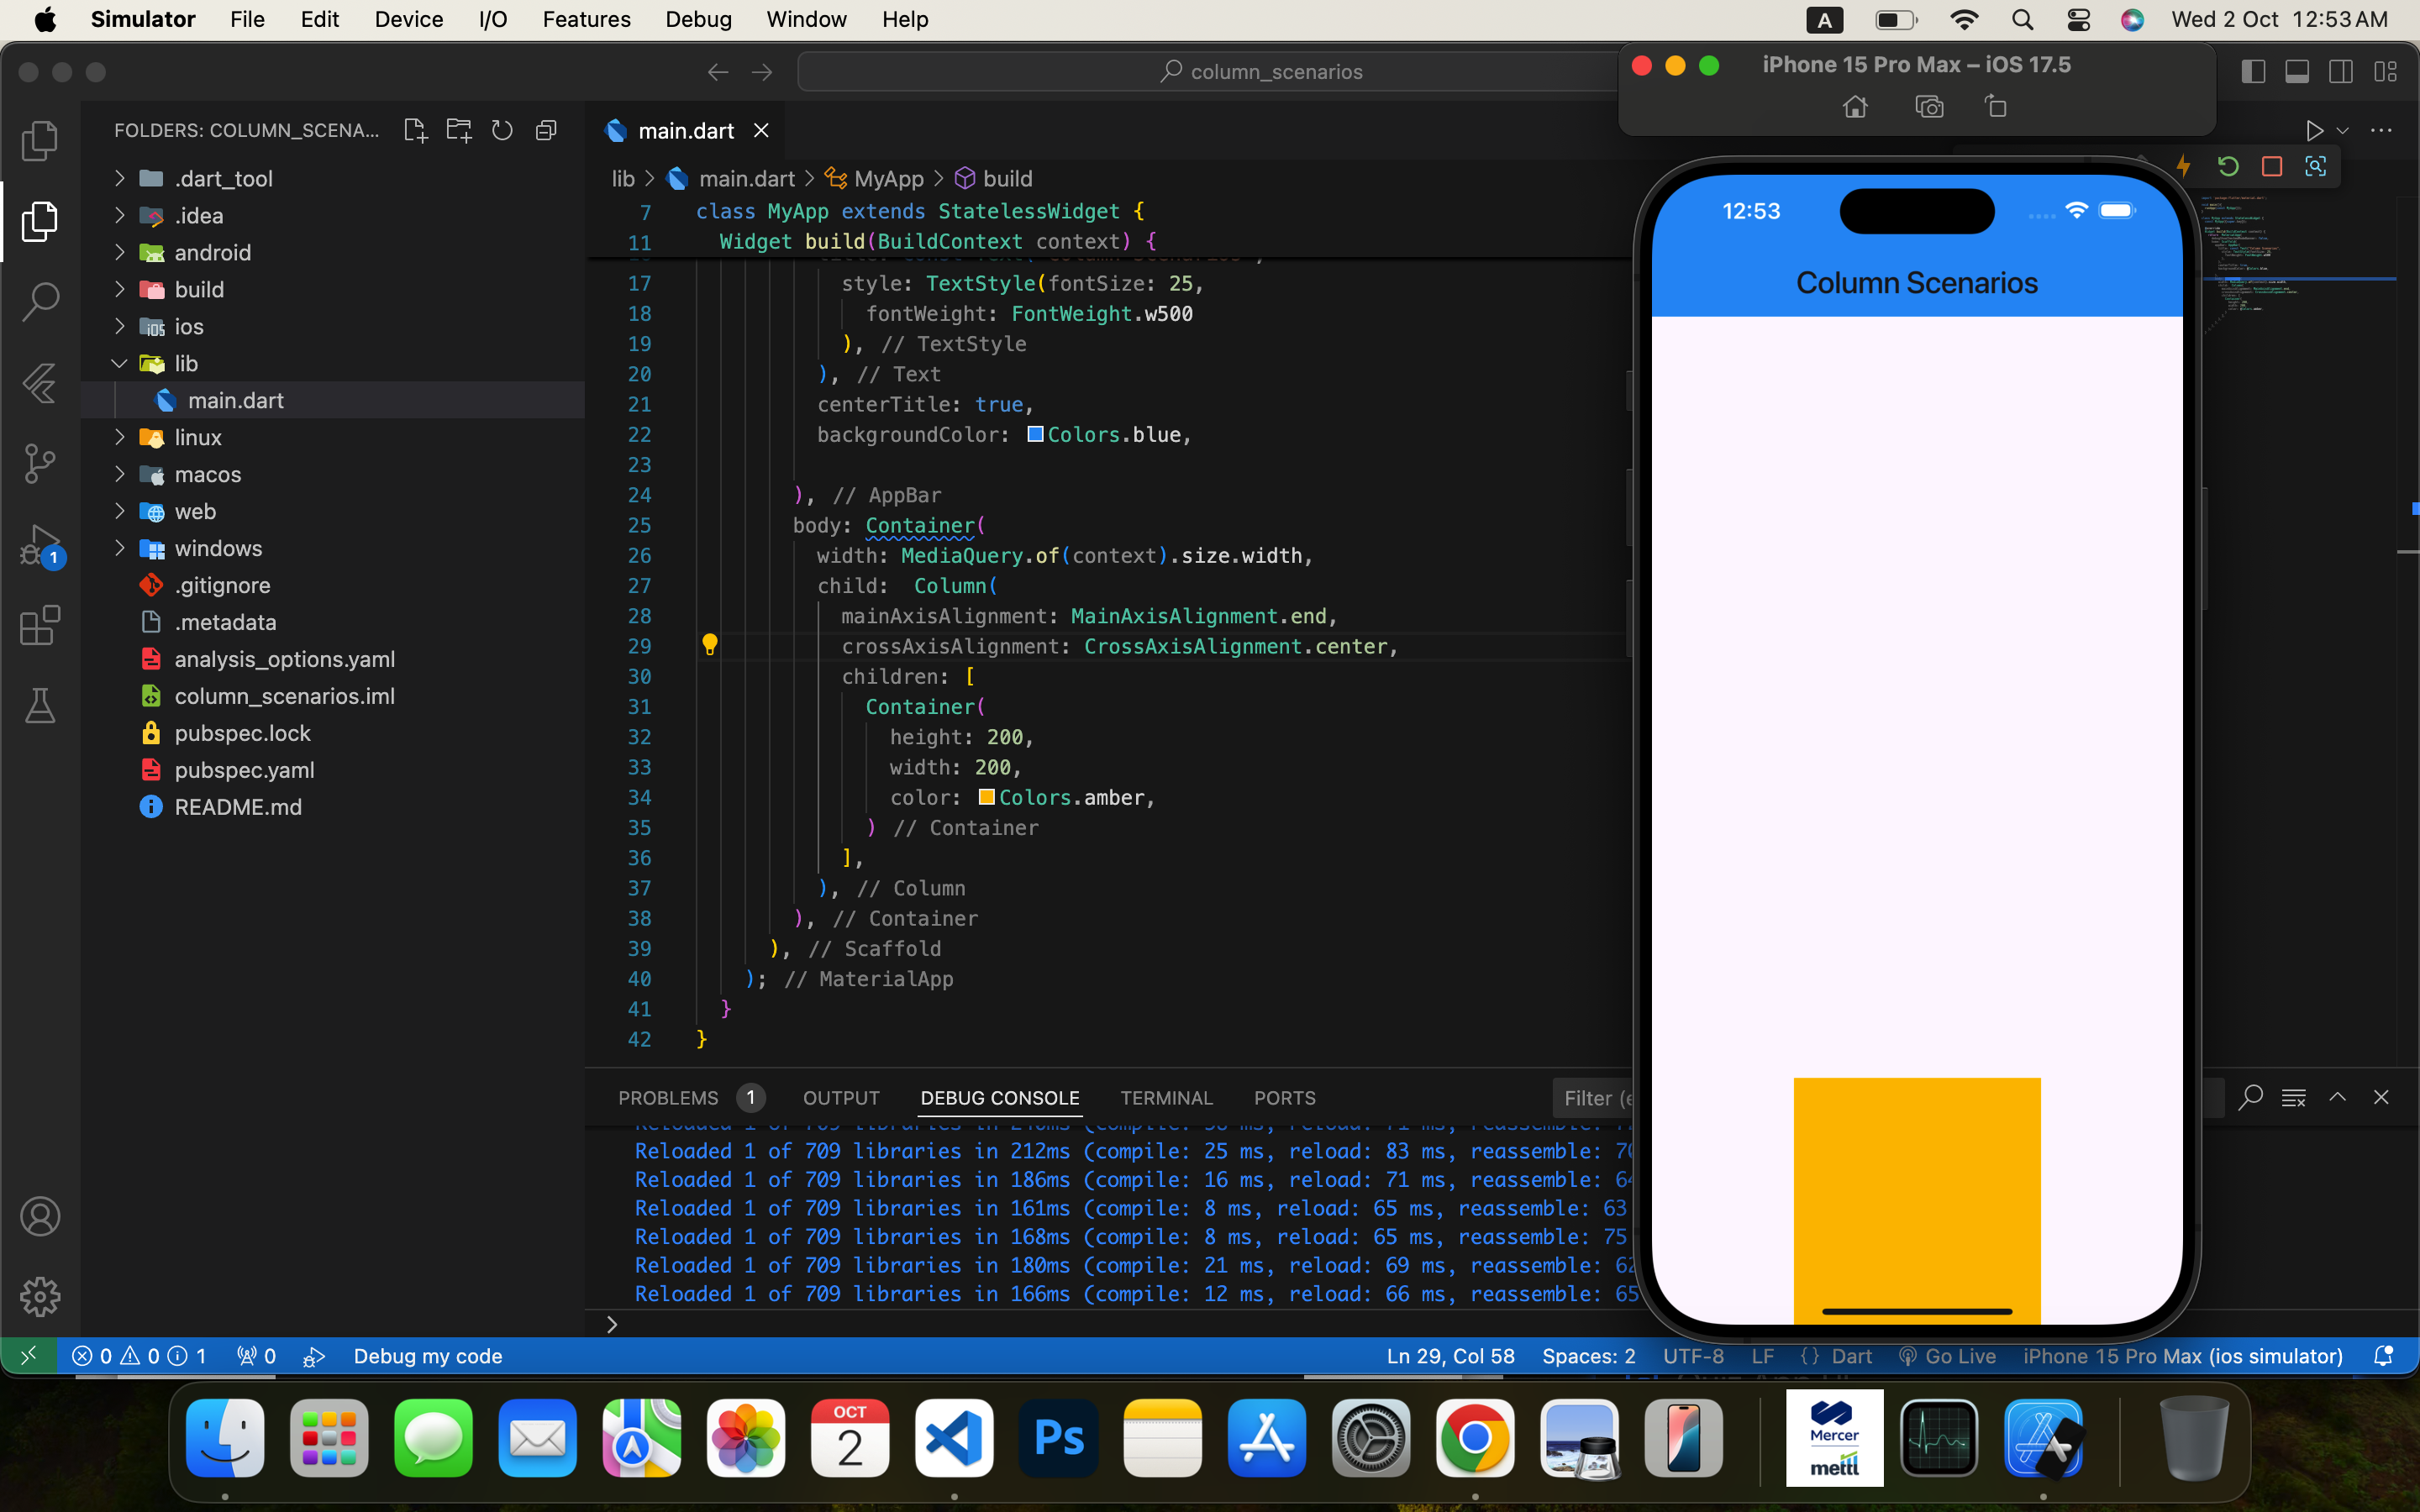 Simulator File Edit Device I/O Features Debug Window Help A Wed 2 Oct 12:53 AM
column_scenarios
iPhone 15 Pro Max – iOS 17.5
FOLDERS: COLUMN_SCENA...
.dart_tool
.idea
android
build
ios
lib
main.dart
linux
macos
web
windows
.gitignore
.metadata
analysis_options.yaml
column_scenarios.iml
pubspec.lock
pubspec.yaml
README.md
1
main.dart
lib > main.dart > MyApp > build
7 class MyApp extends StatelessWidget {
11 Widget build(BuildContext context) {
17 style: TextStyle(fontSize: 25,
18 fontWeight: FontWeight.w500
19 ), // TextStyle
20 ), // Text
21 centerTitle: true,
22 backgroundColor: Colors.blue,
23
24 ), // AppBar
25 body: Container(
26 width: MediaQuery.of(context).size.width,
27 child: Column(
28 mainAxisAlignment: MainAxisAlignment.end,
29 crossAxisAlignment: CrossAxisAlignment.center,
30 children: [
31 Container(
32 height: 200,
33 width: 200,
34 color: Colors.amber,
35 ) // Container
36 ],
37 ), // Column
38 ), // Container
39 ), // Scaffold
40 ); // MaterialApp
41 }
42 }
12:53
Column Scenarios
PROBLEMS 1 OUTPUT DEBUG CONSOLE TERMINAL PORTS Filter (e
Reloaded 1 of 709 libraries in 212ms (compile: 25 ms, reload: 83 ms, reassemble: 70
Reloaded 1 of 709 libraries in 186ms (compile: 16 ms, reload: 71 ms, reassemble: 64
Reloaded 1 of 709 libraries in 161ms (compile: 8 ms, reload: 65 ms, reassemble: 63
Reloaded 1 of 709 libraries in 168ms (compile: 8 ms, reload: 65 ms, reassemble: 75
Reloaded 1 of 709 libraries in 180ms (compile: 21 ms, reload: 69 ms, reassemble: 62
Reloaded 1 of 709 libraries in 166ms (compile: 12 ms, reload: 66 ms, reassemble: 65
>
0 0 1 0 Debug my code Ln 29, Col 58 Spaces: 2 UTF-8 LF {} Dart Go Live iPhone 15 Pro Max (ios simulator)
OCT
2
Ps
Mercer
mettl